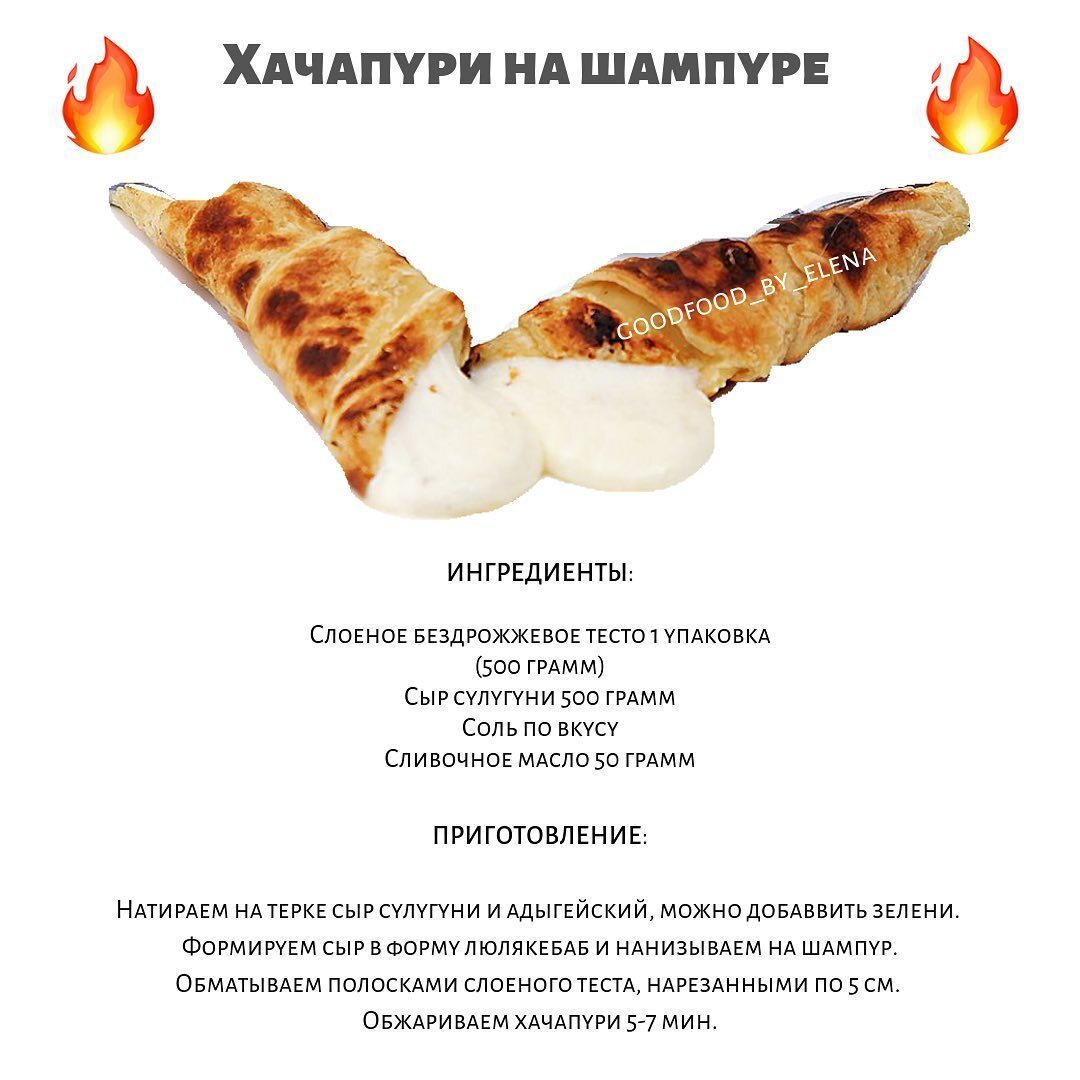 Хачапури на шампуре
GOODFOOD_BY_ELENA
ИНГРЕДИЕНТЫ:
Слоеное бездрожжевое тесто 1 упаковка
(500 грамм)
Сыр сулугуни 500 грамм
Соль по вкусу
Сливочное масло 50 грамм
ПРИГОТОВЛЕНИЕ:
Натираем на терке сыр сулугуни и адыгейский, можно добаввить зелени.
Формируем сыр в форму люлякебаб и нанизываем на шампур.
Обматываем полосками слоеного теста, нарезанными по 5 см.
Обжариваем хачапури 5-7 мин.